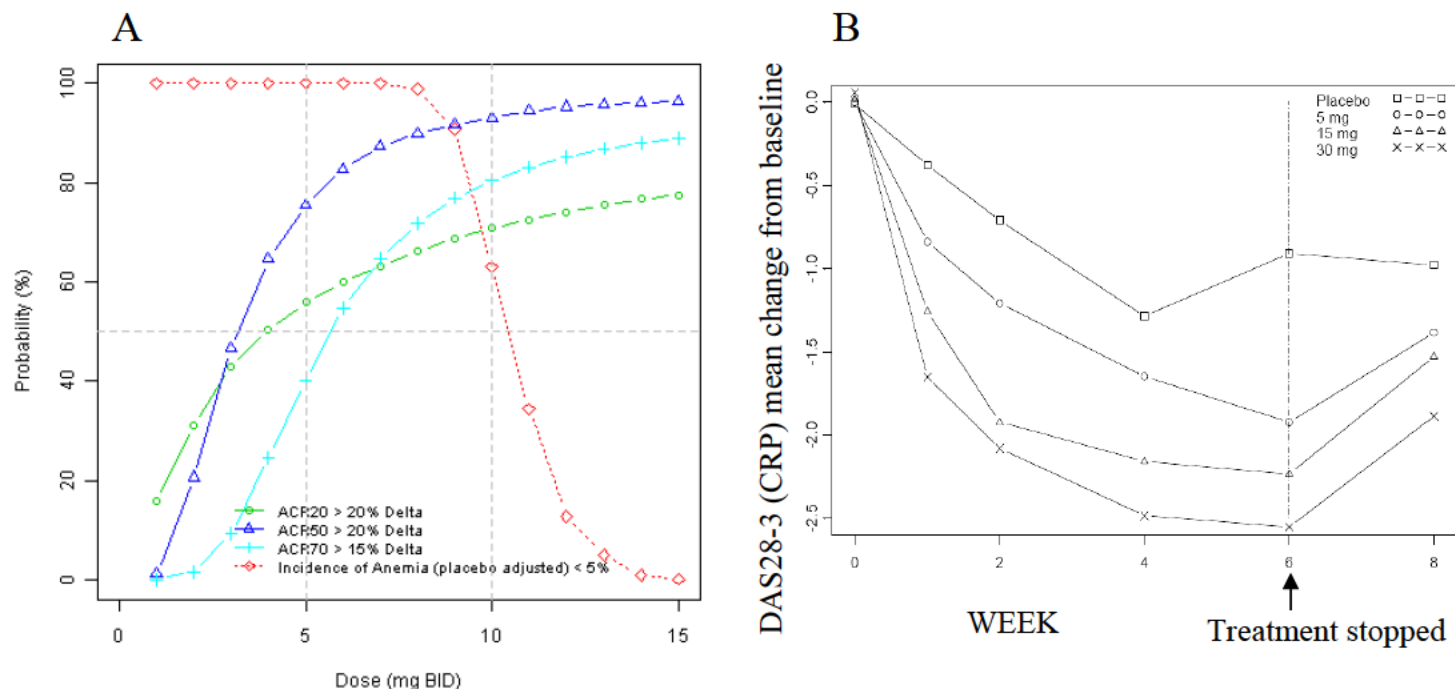 A
Probability (%)
100
80
60
40
20
0
ACR20 > 20% Delta
ACR50 > 20% Delta
ACR70 > 15% Delta
Incidence of Anemia (placebo adjusted) < 5%
0 5 10 15
Dose (mg BID)
B
DAS28-3 (CRP) mean change from baseline
0.0
-0.5
-1.0
-1.5
-2.0
-2.5
Placebo
5 mg
15 mg
30 mg
0 2 4 6 8
WEEK
Treatment stopped